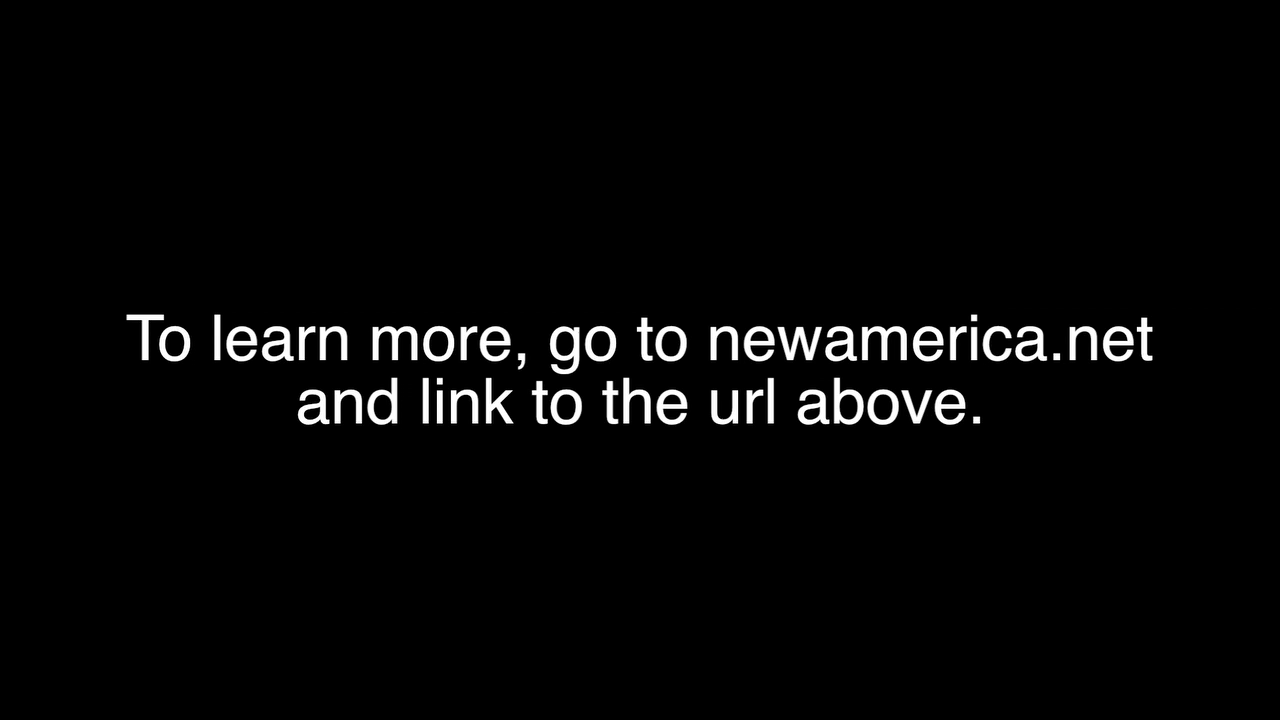 To learn more, go to newamerica.net
and link to the url above.